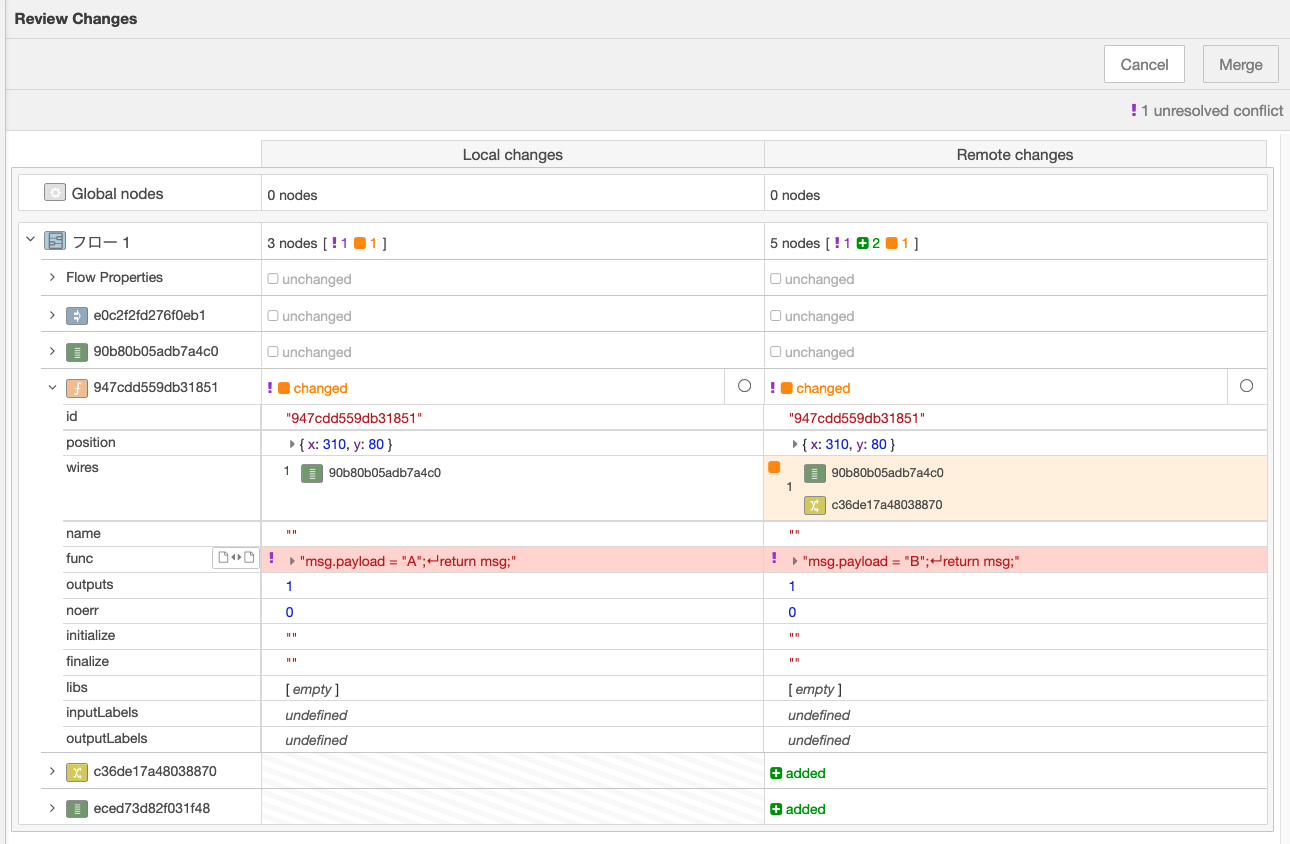 Review Changes
Cancel Merge
! 1 unresolved conflict
Local changes Remote changes
Global nodes 0 nodes 0 nodes
フロー 1 3 nodes [ ! 1 1 ] 5 nodes [ ! 1 2 1 ]
Flow Properties unchanged unchanged
e0c2f2fd276f0eb1 unchanged unchanged
90b80b05adb7a4c0 unchanged unchanged
947cdd559db31851 ! changed ! changed
id "947cdd559db31851" "947cdd559db31851"
position { x: 310, y: 80 } { x: 310, y: 80 }
wires 1 90b80b05adb7a4c0 1 90b80b05adb7a4c0
c36de17a48038870
name "" ""
func ! "msg.payload = "A";↵return msg;" ! "msg.payload = "B";↵return msg;"
outputs 1 1
noerr 0 0
initialize "" ""
finalize "" ""
libs [ empty ] [ empty ]
inputLabels undefined undefined
outputLabels undefined undefined
c36de17a48038870 added
eced73d82f031f48 added